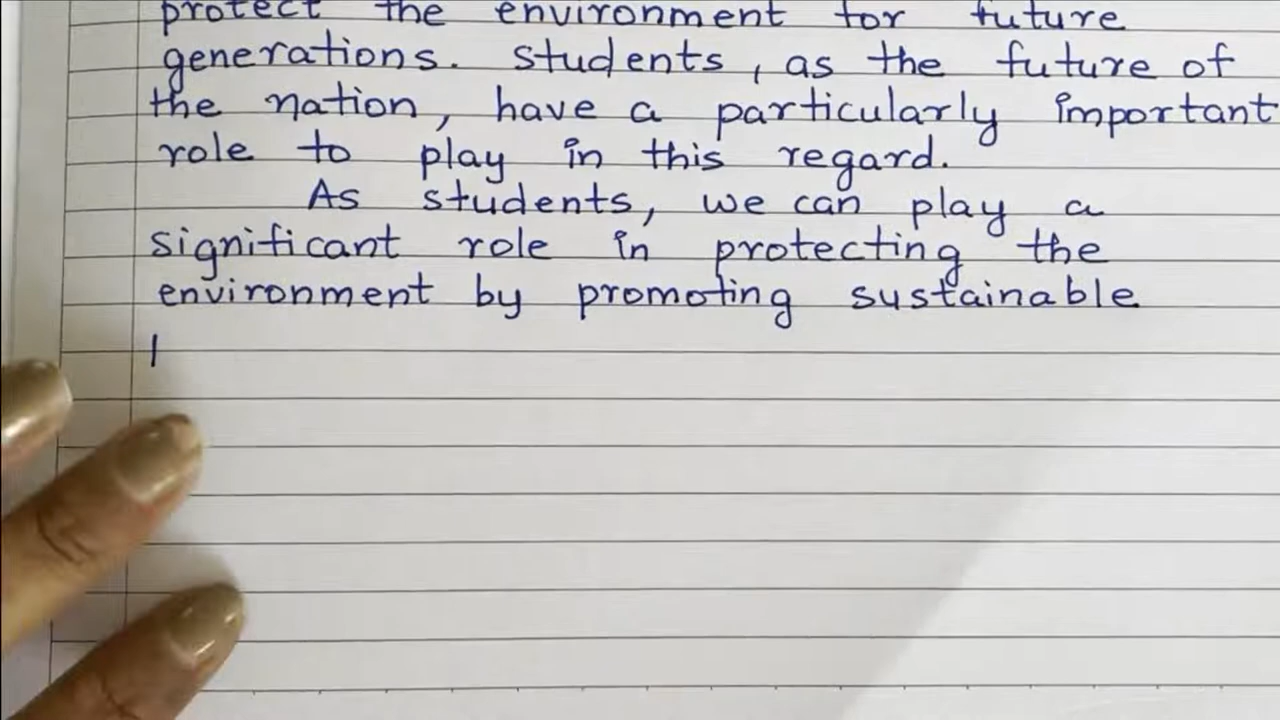 protect the environment for future
generations. students, as the future of
the nation, have a particularly important
role to play in this regard.
As students, we can play a
significant role in protecting the
environment by promoting sustainable